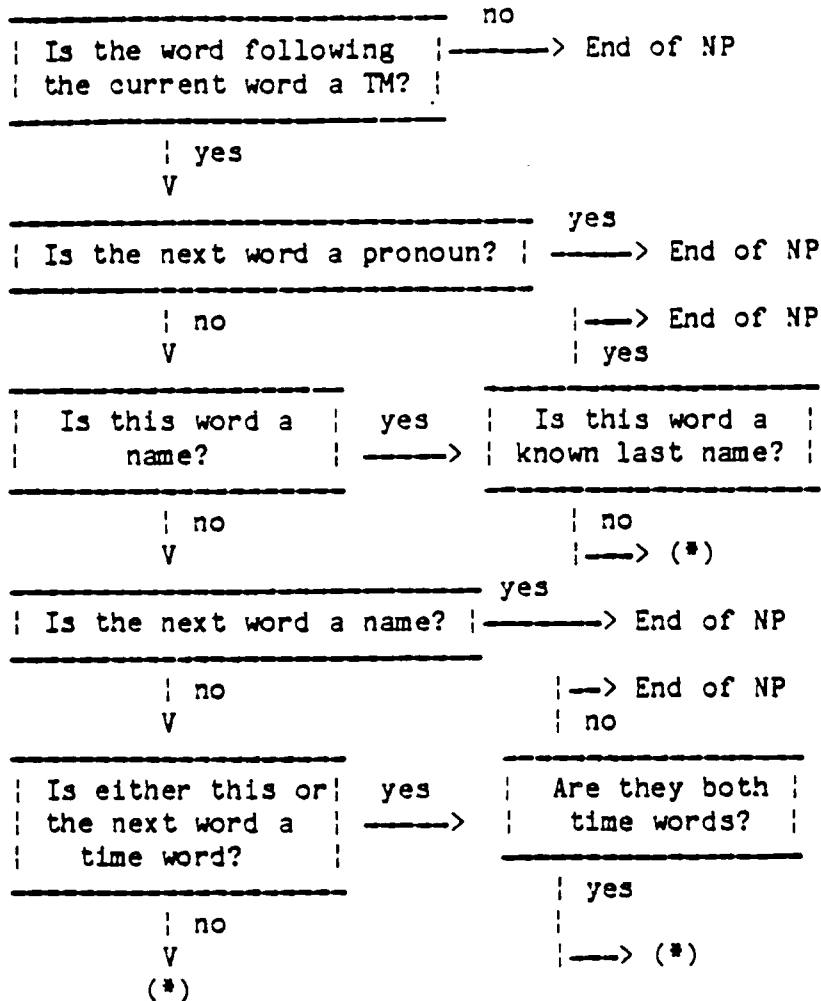 no
Is the word following ──> End of NP
the current word a TM?
yes
V
yes
Is the next word a pronoun? ──> End of NP
no ──> End of NP
V yes
Is this word a yes Is this word a
name? ──> known last name?
no no
V ──> (*)
yes
Is the next word a name? ──> End of NP
no ──> End of NP
V no
Is either this or yes Are they both
the next word a ──> time words?
time word?
yes
no
V ──> (*)
(*)